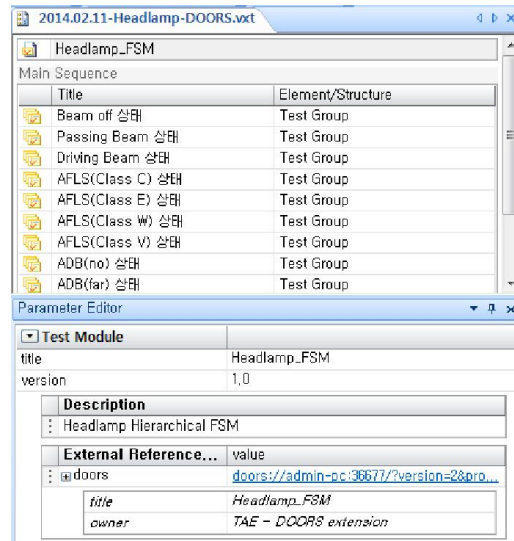 2014.02.11-Headlamp-DOORS.vxt
Headlamp_FSM
Main Sequence
Title Element/Structure
Beam off 상태 Test Group
Passing Beam 상태 Test Group
Driving Beam 상태 Test Group
AFLS(Class C) 상태 Test Group
AFLS(Class E) 상태 Test Group
AFLS(Class W) 상태 Test Group
AFLS(Class V) 상태 Test Group
ADB(no) 상태 Test Group
ADB(far) 상태 Test Group
Parameter Editor
Test Module
title Headlamp_FSM
version 1,0
Description
Headlamp Hierarchical FSM
External Reference... value
doors doors://admin-pc:36677/?version=2&pro...
title Headlamp_FSM
owner TAE - DOORS extension